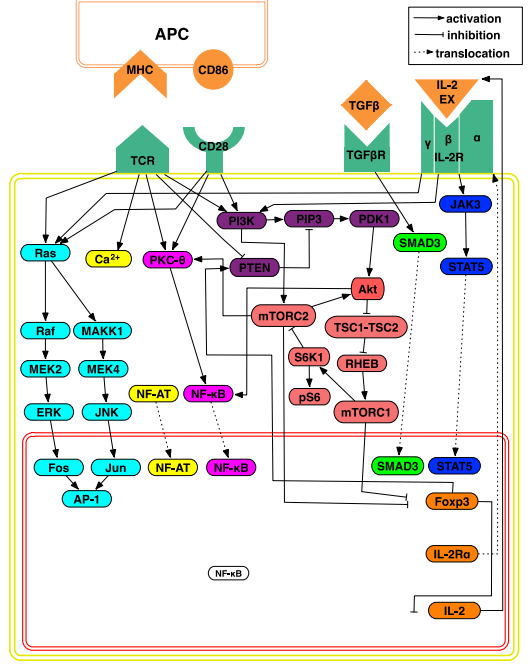 APC
activation
inhibition
translocation
MHC
CD86
IL-2
EX
TGFβ
TCR
CD28
TGFβR
γ
β
α
IL-2R
JAK3
PI3K
PIP3
PDK1
SMAD3
Ras
Ca2+
PKC-θ
PTEN
STAT5
Akt
mTORC2
TSC1-TSC2
Raf
MAKK1
S6K1
RHEB
MEK2
MEK4
NF-AT
NF-κB
pS6
mTORC1
ERK
JNK
Fos
Jun
NF-AT
NF-κB
SMAD3
STAT5
AP-1
Foxp3
IL-2Rα
NF-κB
IL-2